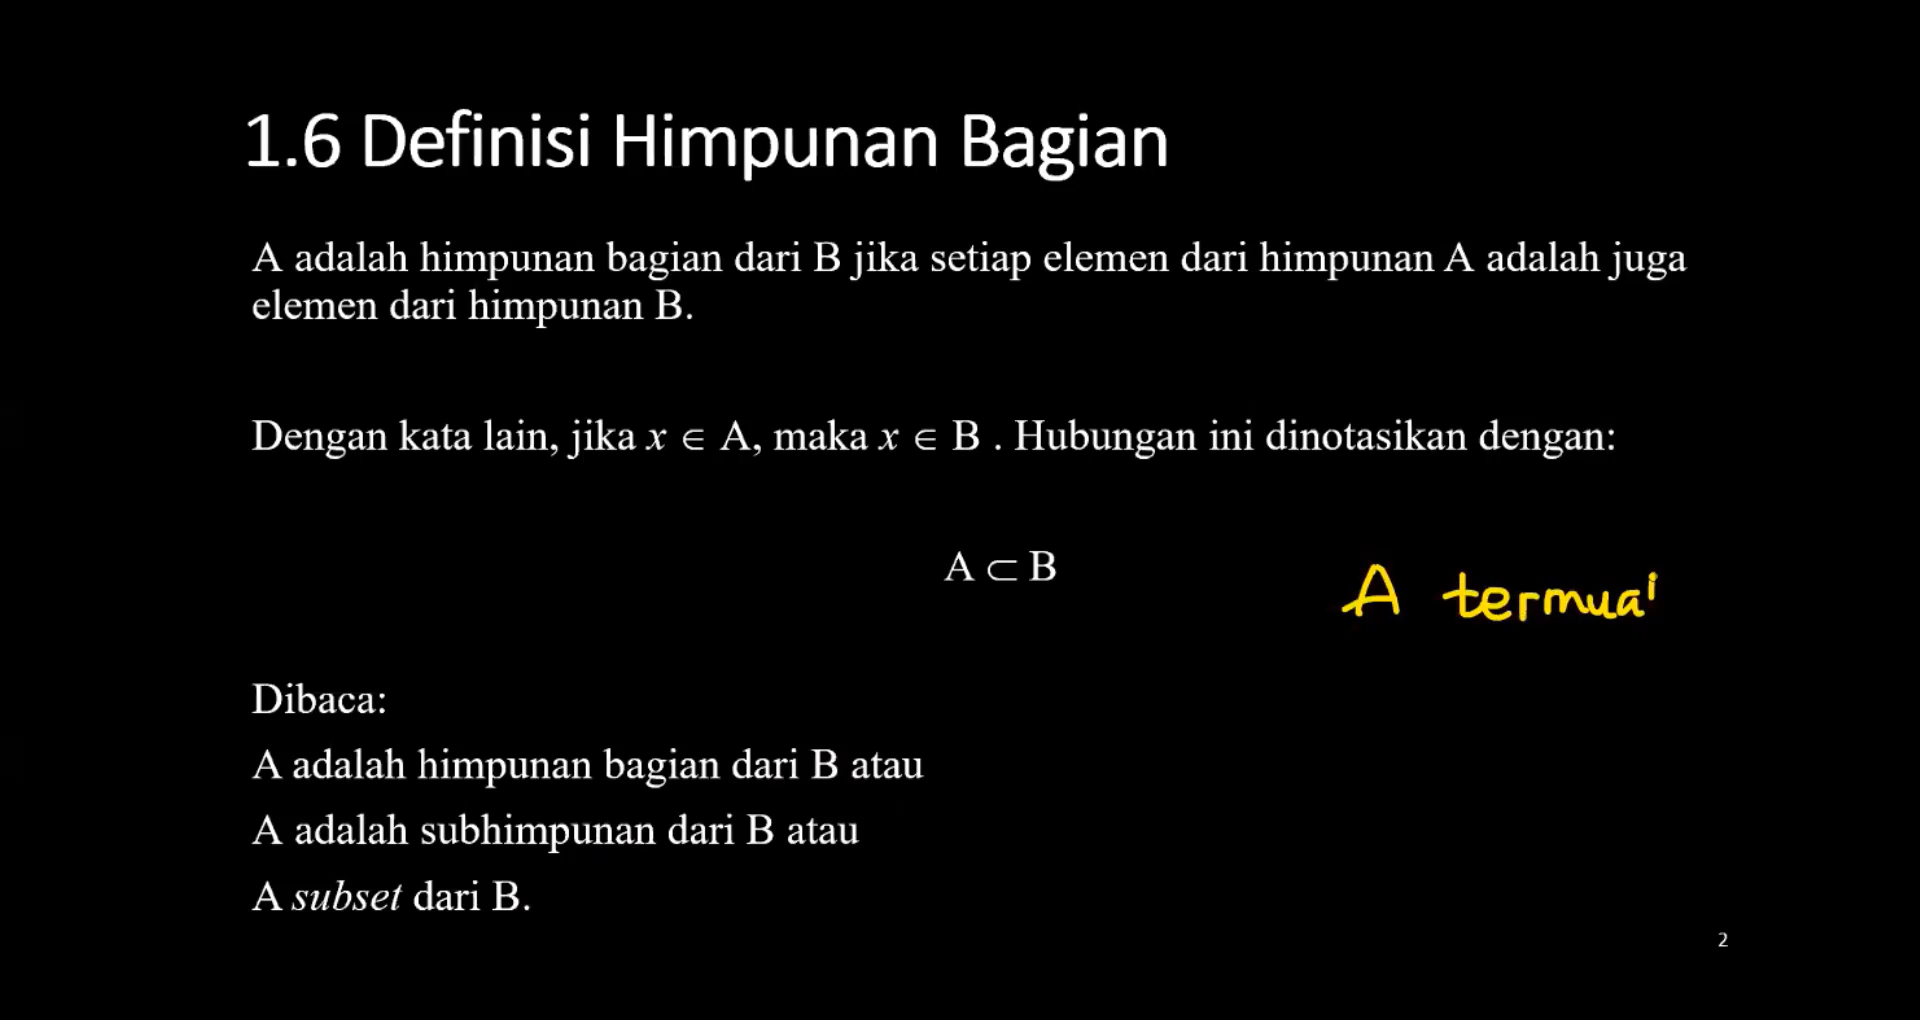 1.6 Definisi Himpunan Bagian
A adalah himpunan bagian dari B jika setiap elemen dari himpunan A adalah juga
elemen dari himpunan B.
Dengan kata lain, jika x ∈ A, maka x ∈ B . Hubungan ini dinotasikan dengan:
A ⊂ B
A termuai
Dibaca:
A adalah himpunan bagian dari B atau
A adalah subhimpunan dari B atau
A subset dari B.
2